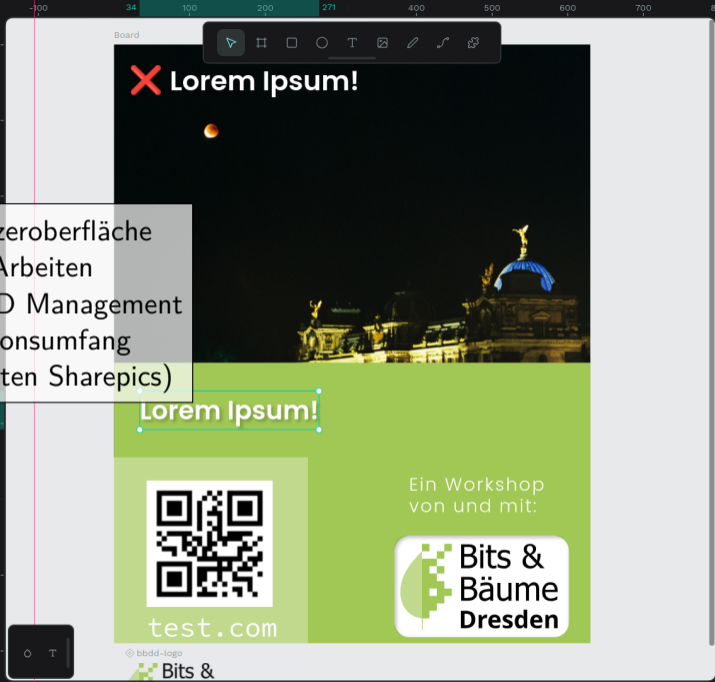 -100
34
100
200
271
400
500
600
700
Board
Lorem Ipsum!
zeroberfläche
Arbeiten
Management
onsumfang
ten Sharepics)
Lorem Ipsum!
Ein Workshop
von und mit:
Bits &
Bäume
Dresden
test.com
bbdd-logo
Bits &